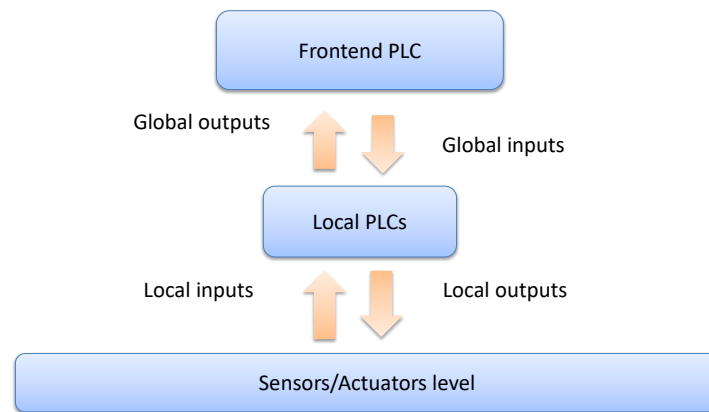 Frontend PLC
Global outputs
Global inputs
Local PLCs
Local inputs
Local outputs
Sensors/Actuators level